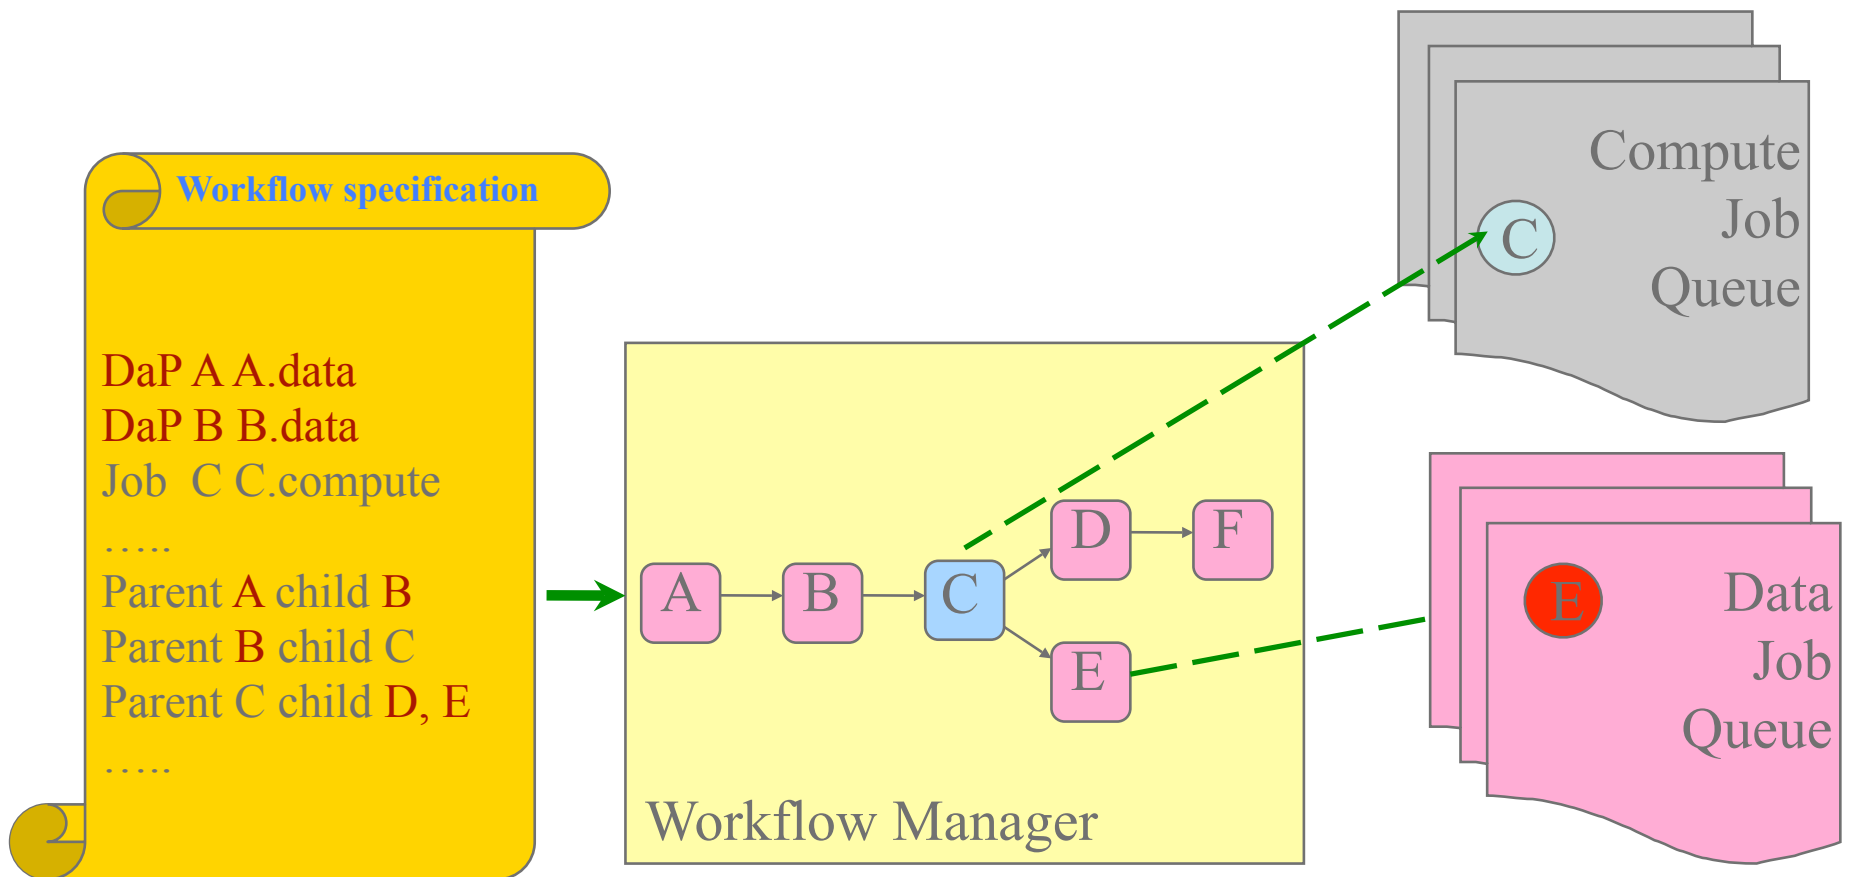 Workflow specification
DaP A A.data
DaP B B.data
Job C C.compute
…..
Parent A child B
Parent B child C
Parent C child D, E
…..
A
B
C
D
F
E
Workflow Manager
Compute
Job
Queue
C
Data
Job
Queue
E